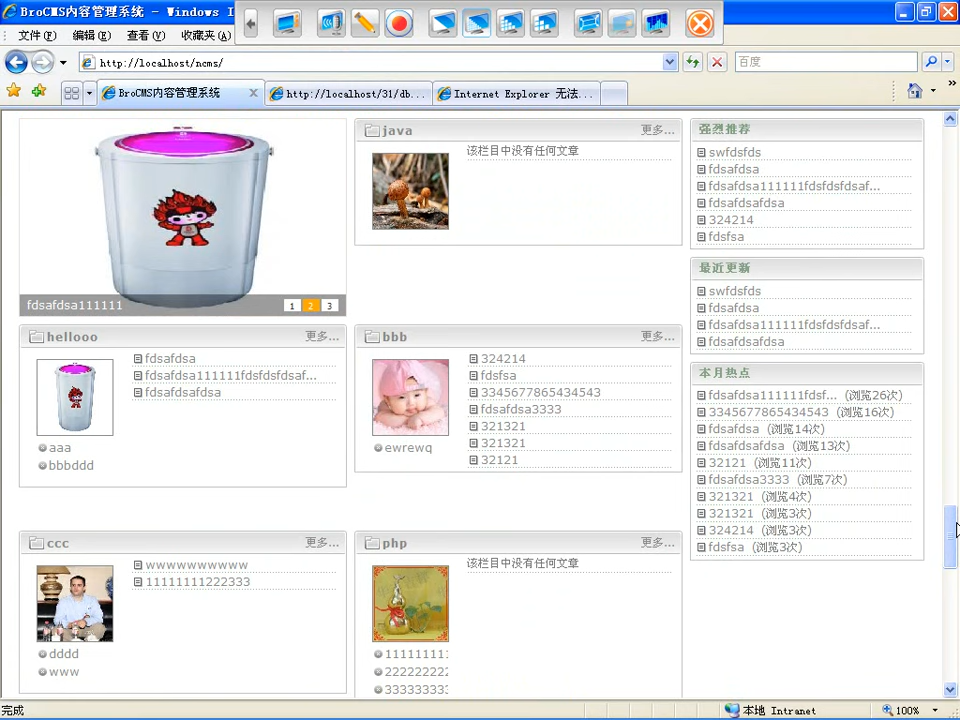 BroCMS内容管理系统 - Windows I
文件(F) 编辑(E) 查看(V) 收藏夹(A)
http://localhost/ncms/
百度
BroCMS内容管理系统
http://localhost/31/db...
Internet Explorer 无法...
fdsafdsa111111
1 2 3
java 更多...
该栏目中没有任何文章
强烈推荐
swfdsfds
fdsafdsa
fdsafdsa111111fdsfdsfdsaf...
fdsafdsafdsa
324214
fdsfsa
最近更新
swfdsfds
fdsafdsa
fdsafdsa111111fdsfdsfdsaf...
fdsafdsafdsa
hellooo 更多...
fdsafdsa
fdsafdsa111111fdsfdsfdsaf...
fdsafdsafdsa
aaa
bbbddd
bbb 更多...
324214
fdsfsa
3345677865434543
fdsafdsa3333
321321
321321
32121
ewrewq
本月热点
fdsafdsa111111fdsf... (浏览26次)
3345677865434543 (浏览16次)
fdsafdsa (浏览14次)
fdsafdsafdsa (浏览13次)
32121 (浏览11次)
fdsafdsa3333 (浏览7次)
321321 (浏览4次)
321321 (浏览3次)
324214 (浏览3次)
fdsfsa (浏览3次)
ccc 更多...
wwwwwwwwww
11111111222333
dddd
www
php 更多...
该栏目中没有任何文章
11111111
222222222
333333333
完成
本地 Intranet
100%